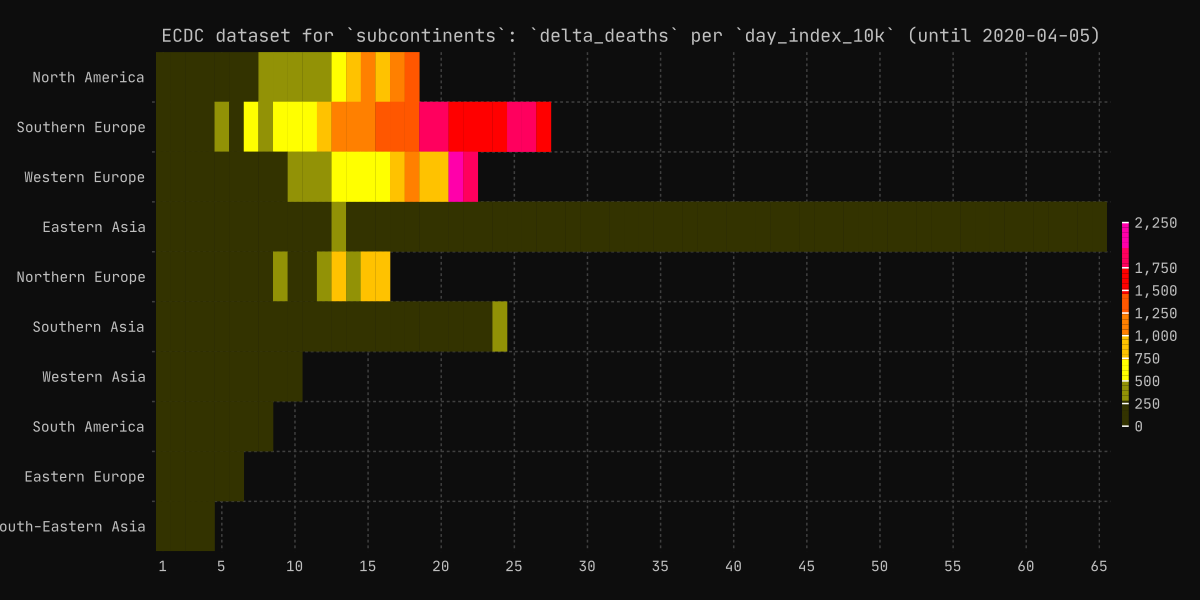 ECDC dataset for `subcontinents`: `delta_deaths` per `day_index_10k` (until 2020-04-05)
North America
Southern Europe
Western Europe
Eastern Asia
Northern Europe
Southern Asia
Western Asia
South America
Eastern Europe
outh-Eastern Asia
1 5 10 15 20 25 30 35 40 45 50 55 60 65
2,250
1,750
1,500
1,250
1,000
750
500
250
0